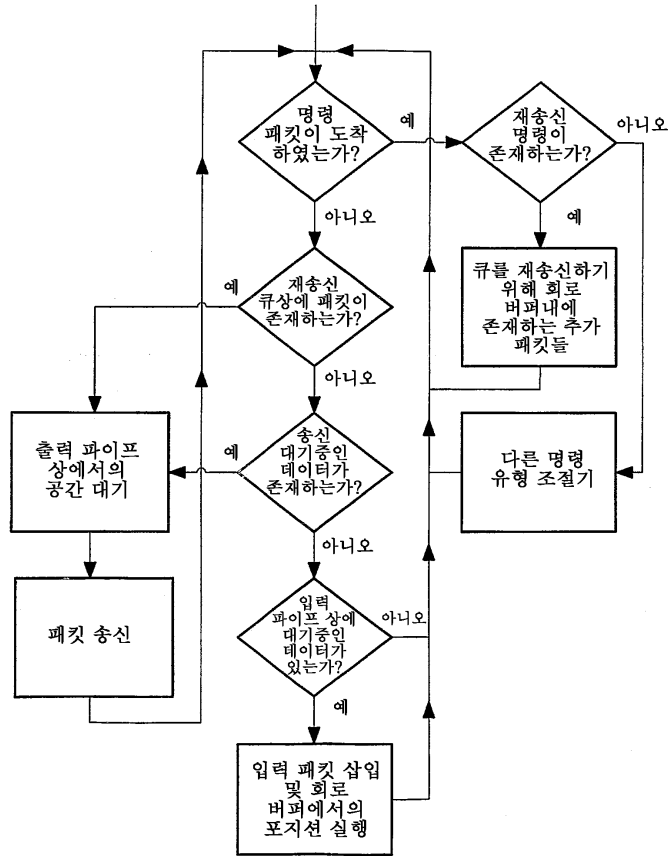 명령
패킷이 도착
하였는가?
예
재송신
명령이
존재하는가?
아니오
아니오
예
재송신
큐상에 패킷이
존재하는가?
예
큐를 재송신하기
위해 회로
버퍼내에
존재하는 추가
패킷들
아니오
출력 파이프
상에서의
공간 대기
예
송신
대기중인
데이터가
존재하는가?
다른 명령
유형 조절기
아니오
패킷 송신
입력
파이프 상에
대기중인
데이터가
있는가?
아니오
예
입력 패킷 삽입
및 회로
버퍼에서의
포지션 실행